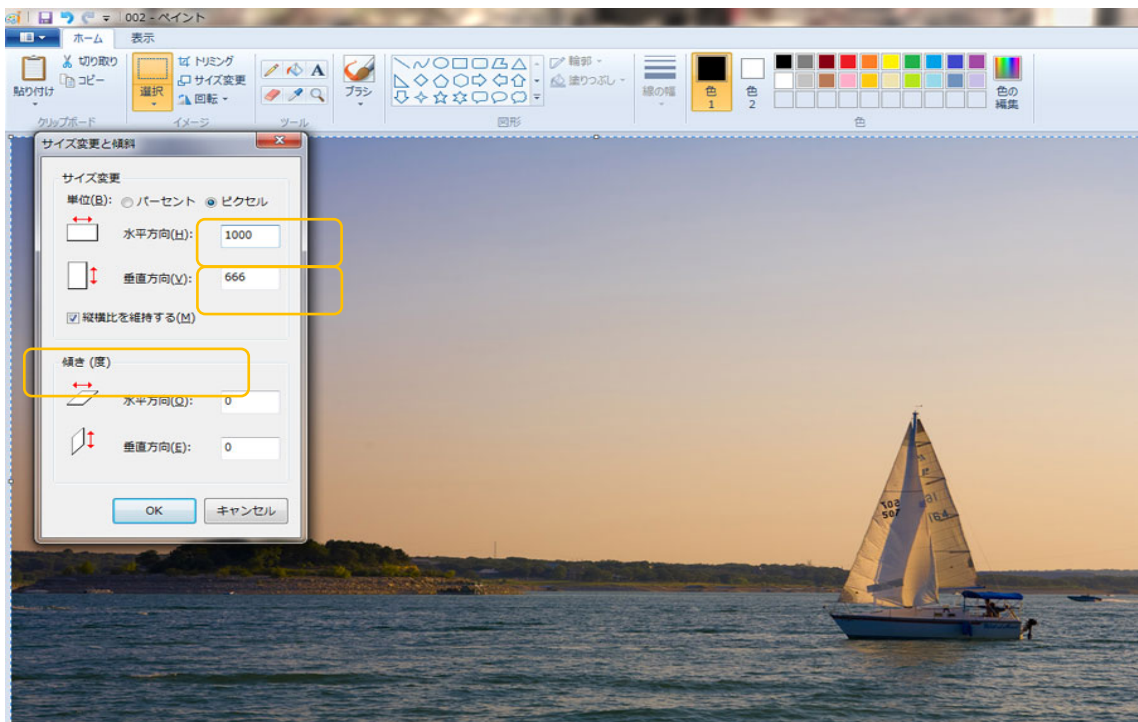 002 - ペイント
ホーム 表示
貼り付け
切り取り
コピー
クリップボード
選択
トリミング
サイズ変更
回転
イメージ
A
ツール
ブラシ
輪郭
塗りつぶし
図形
線の幅
色
1
色
2
色の
編集
色
サイズ変更と傾斜
サイズ変更
単位(B): パーセント ピクセル
水平方向(H): 1000
垂直方向(V): 666
縦横比を維持する(M)
傾き (度)
水平方向(O): 0
垂直方向(E): 0
OK キャンセル
164